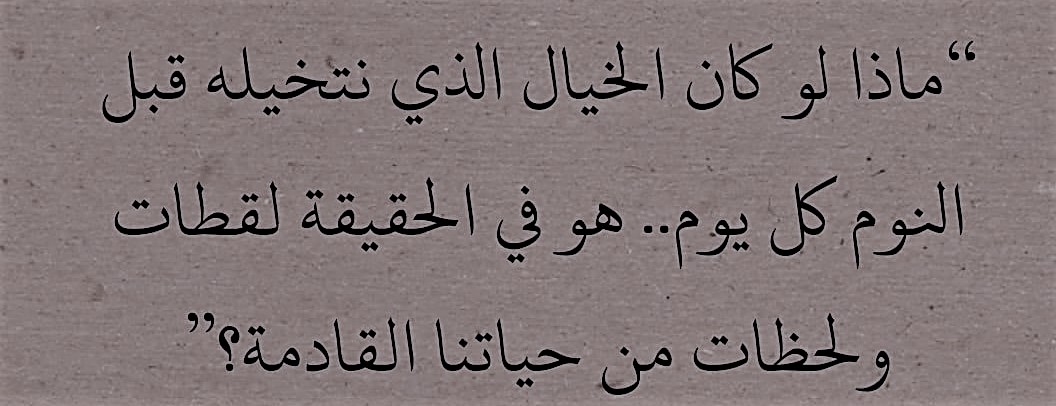 “ماذا لو كان الخيال الذي نتخيله قبل
النوم كل يوم.. هو في الحقيقة لقطات
ولحظات من حياتنا القادمة؟”